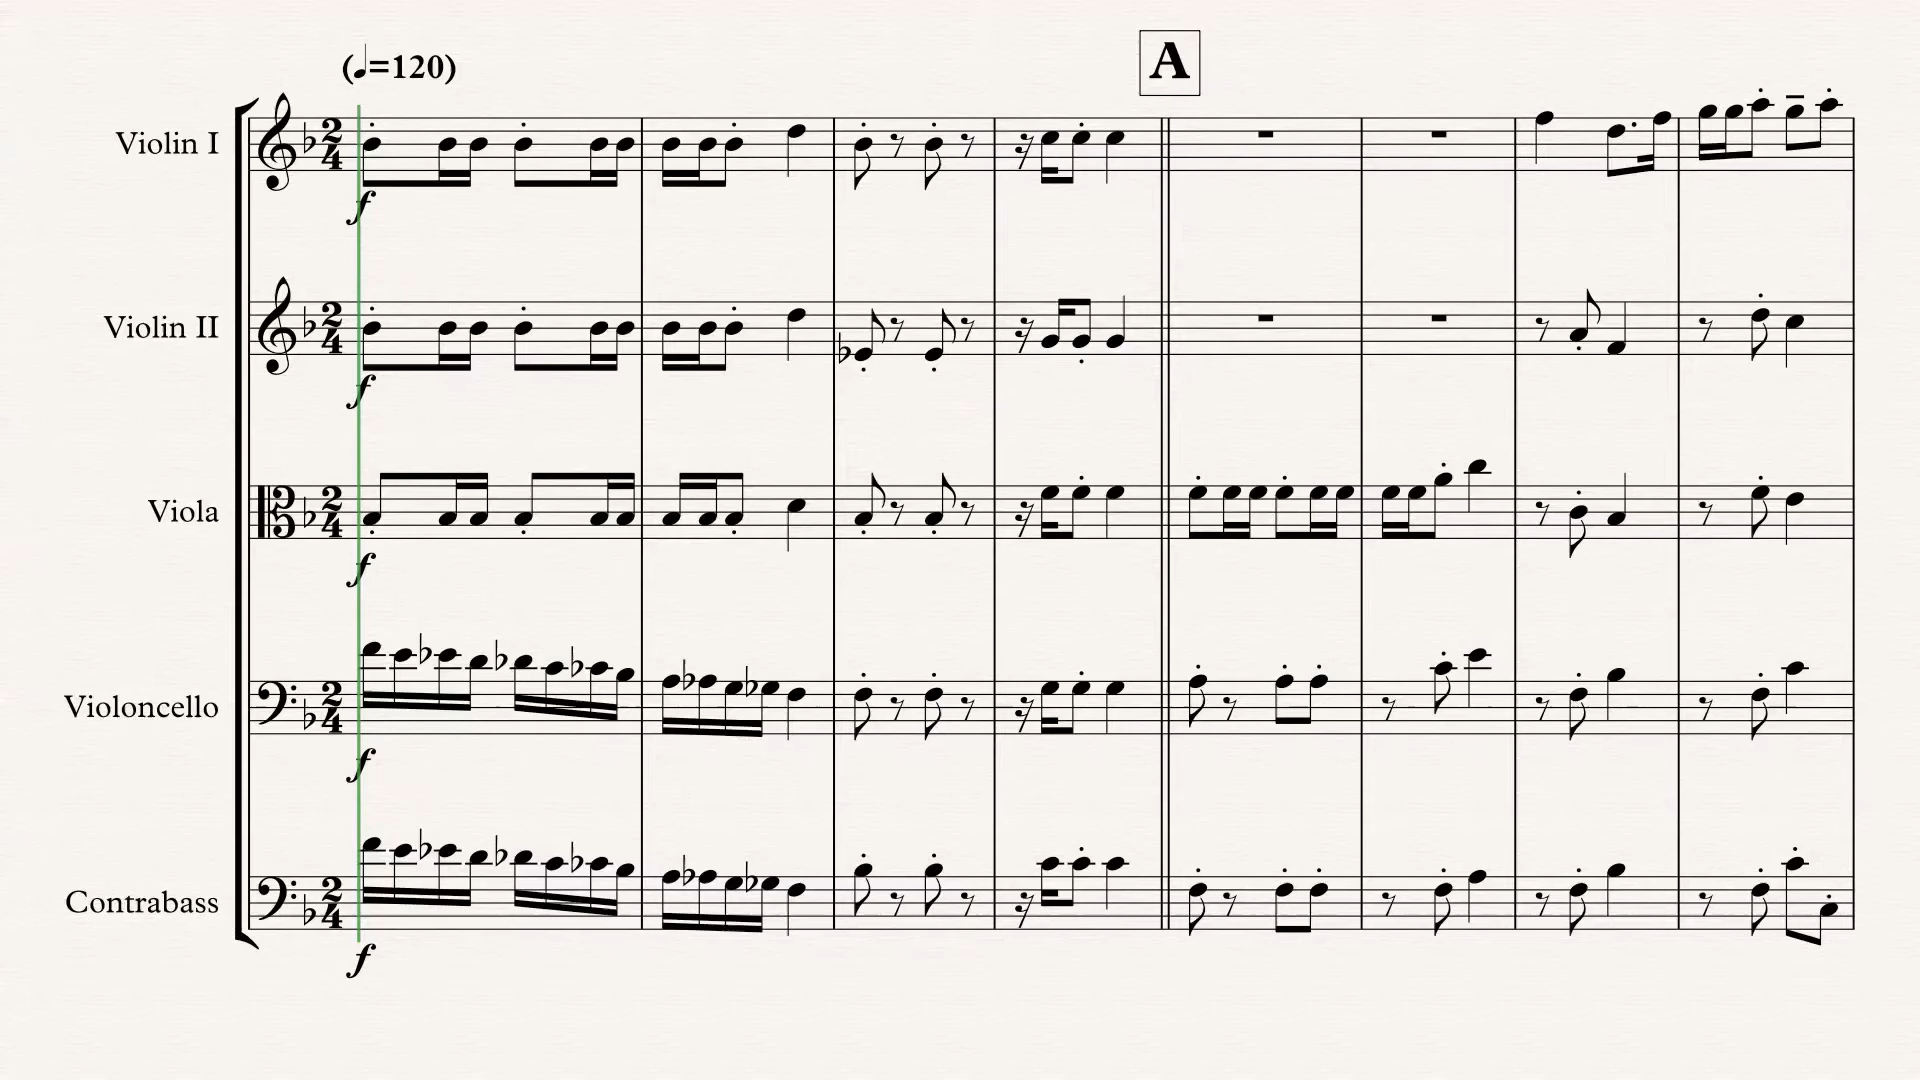 (♩=120)
A
Violin I
Violin II
Viola
Violoncello
Contrabass